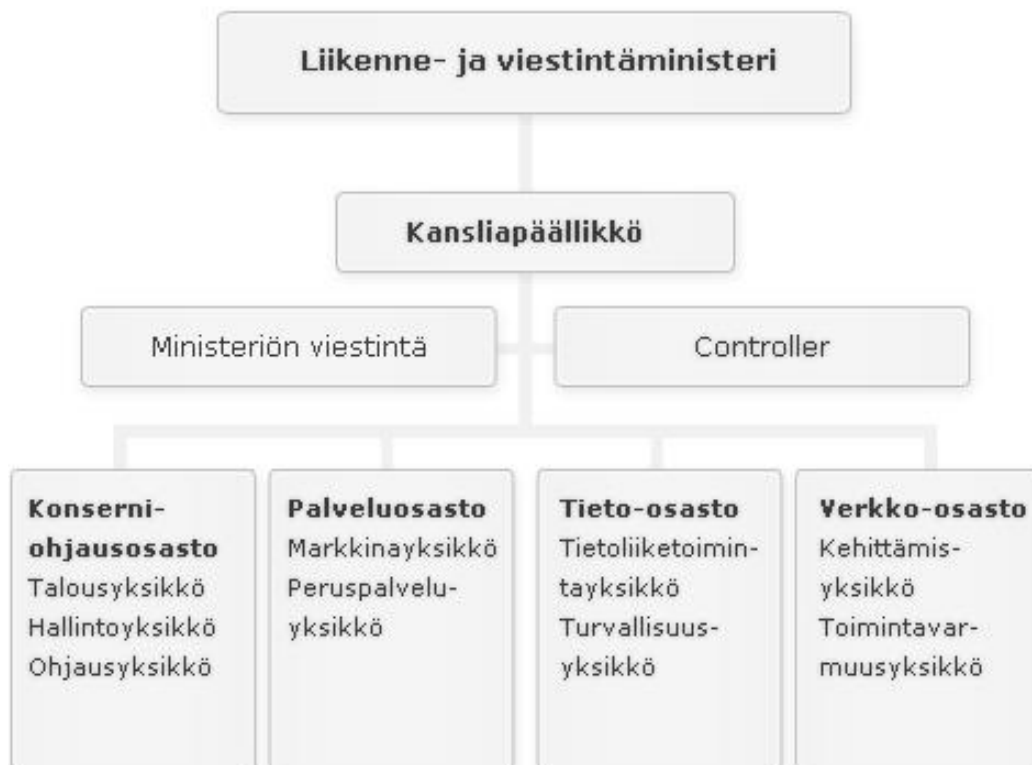 Liikenne- ja viestintäministeri
Kansliapäällikkö
Ministeriön viestintä
Controller
Konserni-
ohjausosasto
Talousyksikkö
Hallintoyksikkö
Ohjausyksikkö
Palveluosasto
Markkinayksikkö
Peruspalvelu-
yksikkö
Tieto-osasto
Tietoliiketoimin-
tayksikkö
Turvallisuus-
yksikkö
Verkko-osasto
Kehittämis-
yksikkö
Toimintavar-
muusyksikkö